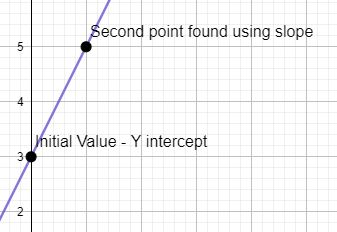 Second point found using slope
5
4
Initial Value - Y intercept
3
2